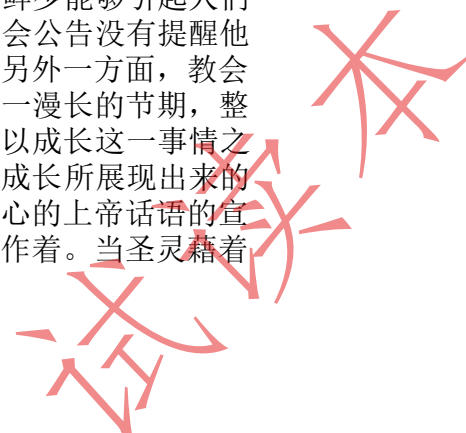 鲜少能够引起人们
会公告没有提醒他
另外一方面，教会
一漫长的节期，整
以成长这一事情之
成长所展现出来的
心的上帝话语的宣
作着。当圣灵藉着
试读本